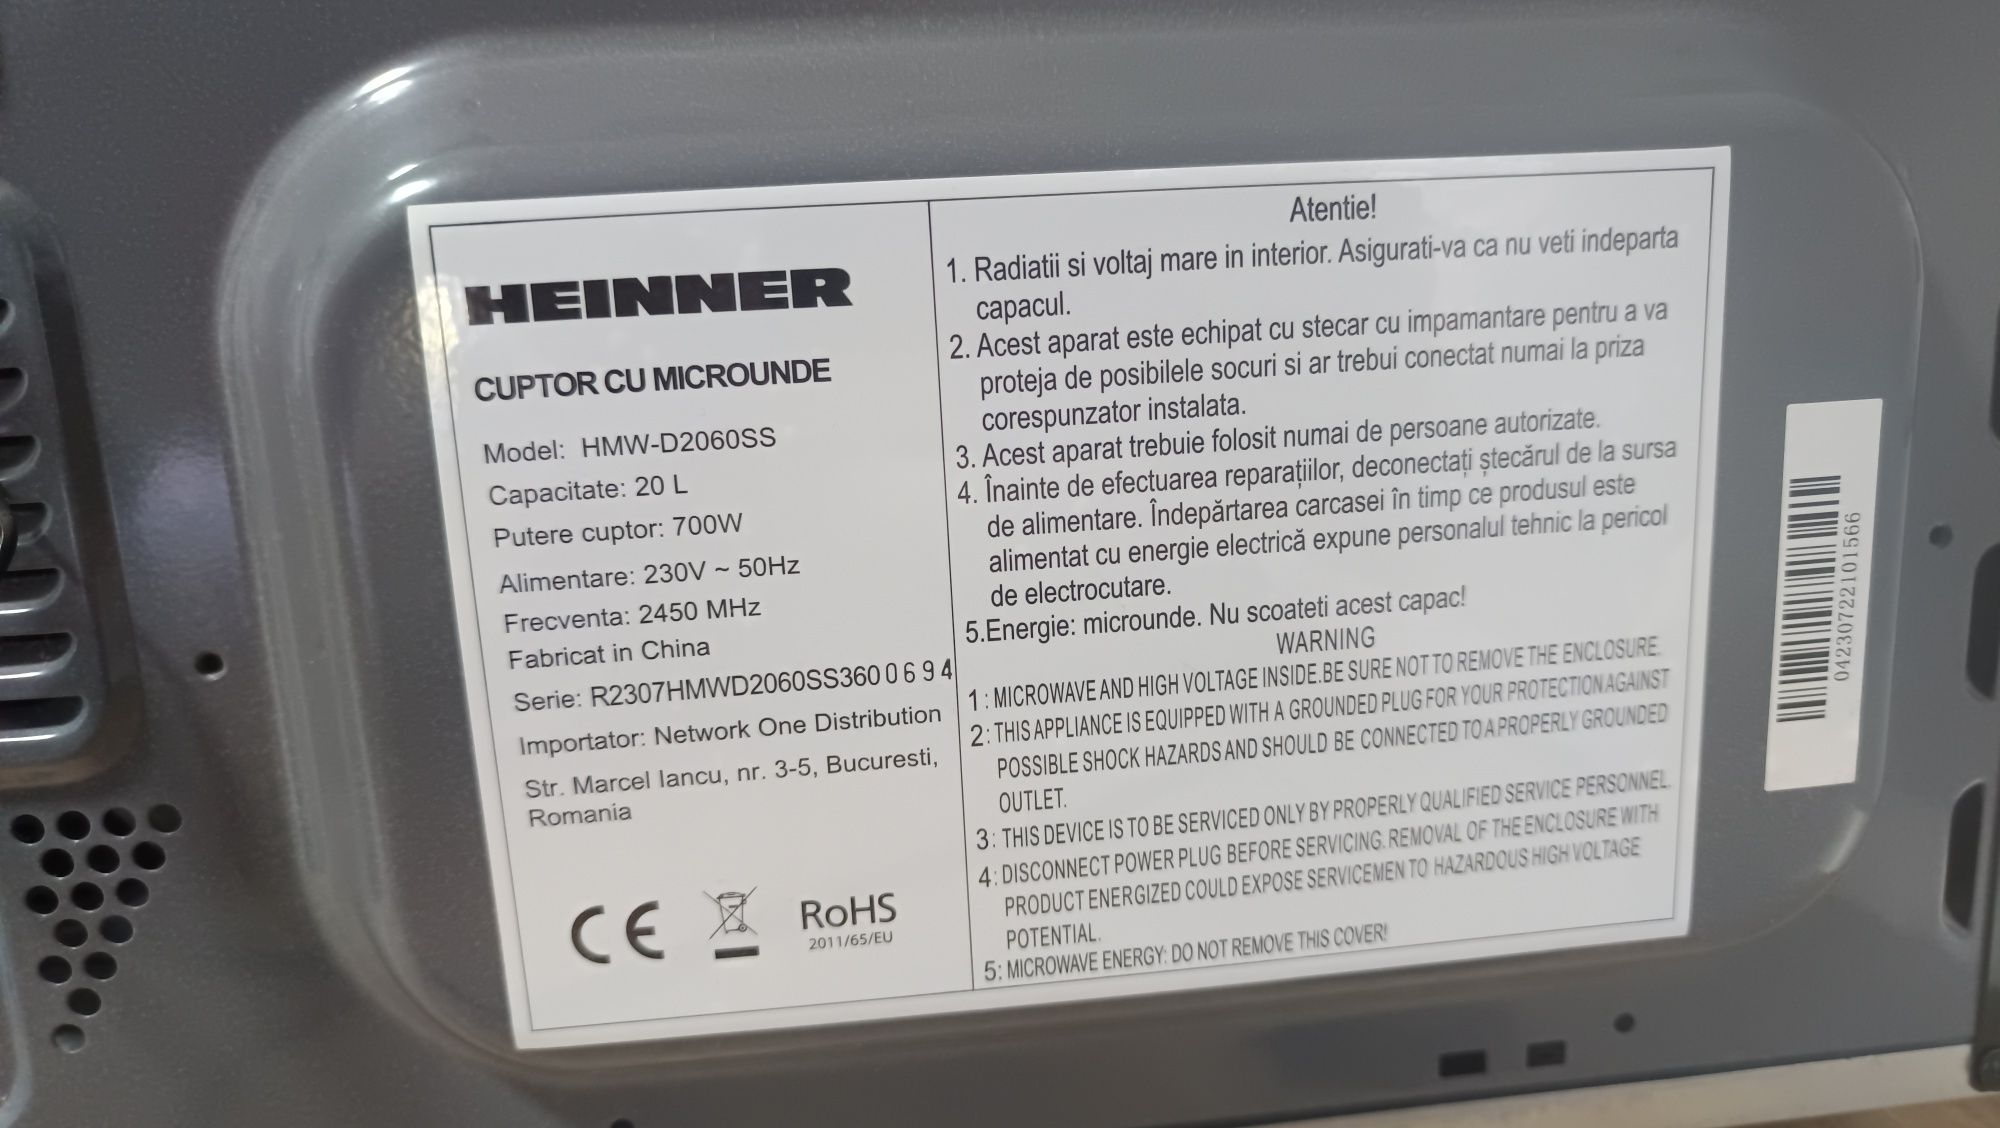 HEINNER
CUPTOR CU MICROUNDE
Model: HMW-D2060SS
Capacitate: 20 L
Putere cuptor: 700W
Alimentare: 230V ~ 50Hz
Frecventa: 2450 MHz
Fabricat in China
Serie: R2307HMWD2060SS3600694
Importator: Network One Distribution
Str. Marcel Iancu, nr. 3-5, Bucuresti,
Romania
CE
RoHS
2011/65/EU
Atentie!
1. Radiatii si voltaj mare in interior. Asigurati-va ca nu veti indeparta
capacul.
2. Acest aparat este echipat cu stecar cu impamantare pentru a va
proteja de posibilele socuri si ar trebui conectat numai la priza
corespunzator instalata.
3. Acest aparat trebuie folosit numai de persoane autorizate.
4. Înainte de efectuarea reparațiilor, deconectați ștecărul de la sursa
de alimentare. Îndepărtarea carcasei în timp ce produsul este
alimentat cu energie electrică expune personalul tehnic la pericol
de electrocutare.
5.Energie: microunde. Nu scoateti acest capac!
WARNING
1: MICROWAVE AND HIGH VOLTAGE INSIDE.BE SURE NOT TO REMOVE THE ENCLOSURE.
2: THIS APPLIANCE IS EQUIPPED WITH A GROUNDED PLUG FOR YOUR PROTECTION AGAINST
POSSIBLE SHOCK HAZARDS AND SHOULD BE CONNECTED TO A PROPERLY GROUNDED
OUTLET.
3: THIS DEVICE IS TO BE SERVICED ONLY BY PROPERLY QUALIFIED SERVICE PERSONNEL.
4: DISCONNECT POWER PLUG BEFORE SERVICING. REMOVAL OF THE ENCLOSURE WITH
PRODUCT ENERGIZED COULD EXPOSE SERVICEMEN TO HAZARDOUS HIGH VOLTAGE
POTENTIAL.
5: MICROWAVE ENERGY: DO NOT REMOVE THIS COVER!
04230722101566